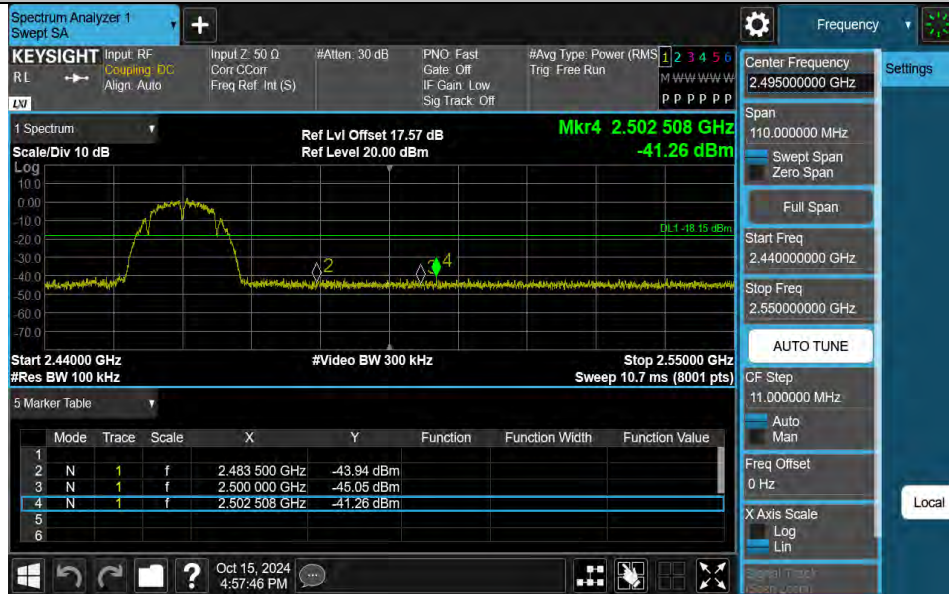 Spectrum Analyzer 1
Swept SA
+
Frequency
KEYSIGHT
RL
LXI
Input: RF
Coupling: DC
Align: Auto
Input Z: 50 Ω
Corr CCorr
Freq Ref: Int (S)
#Atten: 30 dB
PNO: Fast
Gate: Off
IF Gain: Low
Sig Track: Off
#Avg Type: Power (RMS
Trig: Free Run
1 2 3 4 5 6
M W W W W W
P P P P P P
1 Spectrum
Scale/Div 10 dB
Ref Lvl Offset 17.57 dB
Ref Level 20.00 dBm
Mkr4 2.502 508 GHz
-41.26 dBm
Log
10.0
0.00
-10.0
-20.0
-30.0
-40.0
-50.0
-60.0
-70.0
DL1 -18.15 dBm
2
3
4
Start 2.44000 GHz
#Video BW 300 kHz
Stop 2.55000 GHz
#Res BW 100 kHz
Sweep 10.7 ms (8001 pts)
5 Marker Table
Mode Trace Scale X Y Function Function Width Function Value
1
2 N 1 f 2.483 500 GHz -43.94 dBm
3 N 1 f 2.500 000 GHz -45.05 dBm
4 N 1 f 2.502 508 GHz -41.26 dBm
5
6
?
Oct 15, 2024
4:57:46 PM
Center Frequency
2.495000000 GHz
Span
110.000000 MHz
Swept Span
Zero Span
Full Span
Start Freq
2.440000000 GHz
Stop Freq
2.550000000 GHz
AUTO TUNE
CF Step
11.000000 MHz
Auto
Man
Freq Offset
0 Hz
X Axis Scale
Log
Lin
Signal Track
(Span Zoom)
Settings
Local